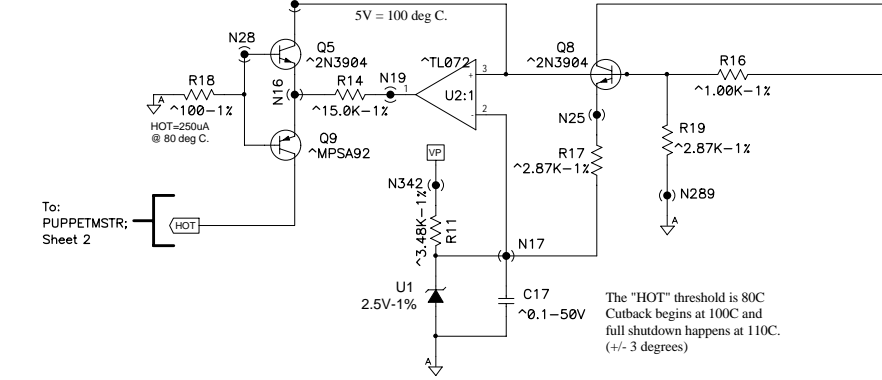 5V = 100 deg C.
N28
Q5
^2N3904
^TL072
Q8
^2N3904
R16
^1.00K-1%
R18
^100-1%
A
HOT=250uA
@ 80 deg C.
N16
R14
^15.0K-1%
N19
1
3
+
U2:1
2
-
N25
R19
^2.87K-1%
R17
^2.87K-1%
Q9
^MPSA92
VP
N342
N289
A
To:
PUPPETMSTR;
Sheet 2
HOT
^3.48K-1%
R11
N17
U1
2.5V-1%
C17
^0.1-50V
The "HOT" threshold is 80C
Cutback begins at 100C and
full shutdown happens at 110C.
(+/- 3 degrees)
A